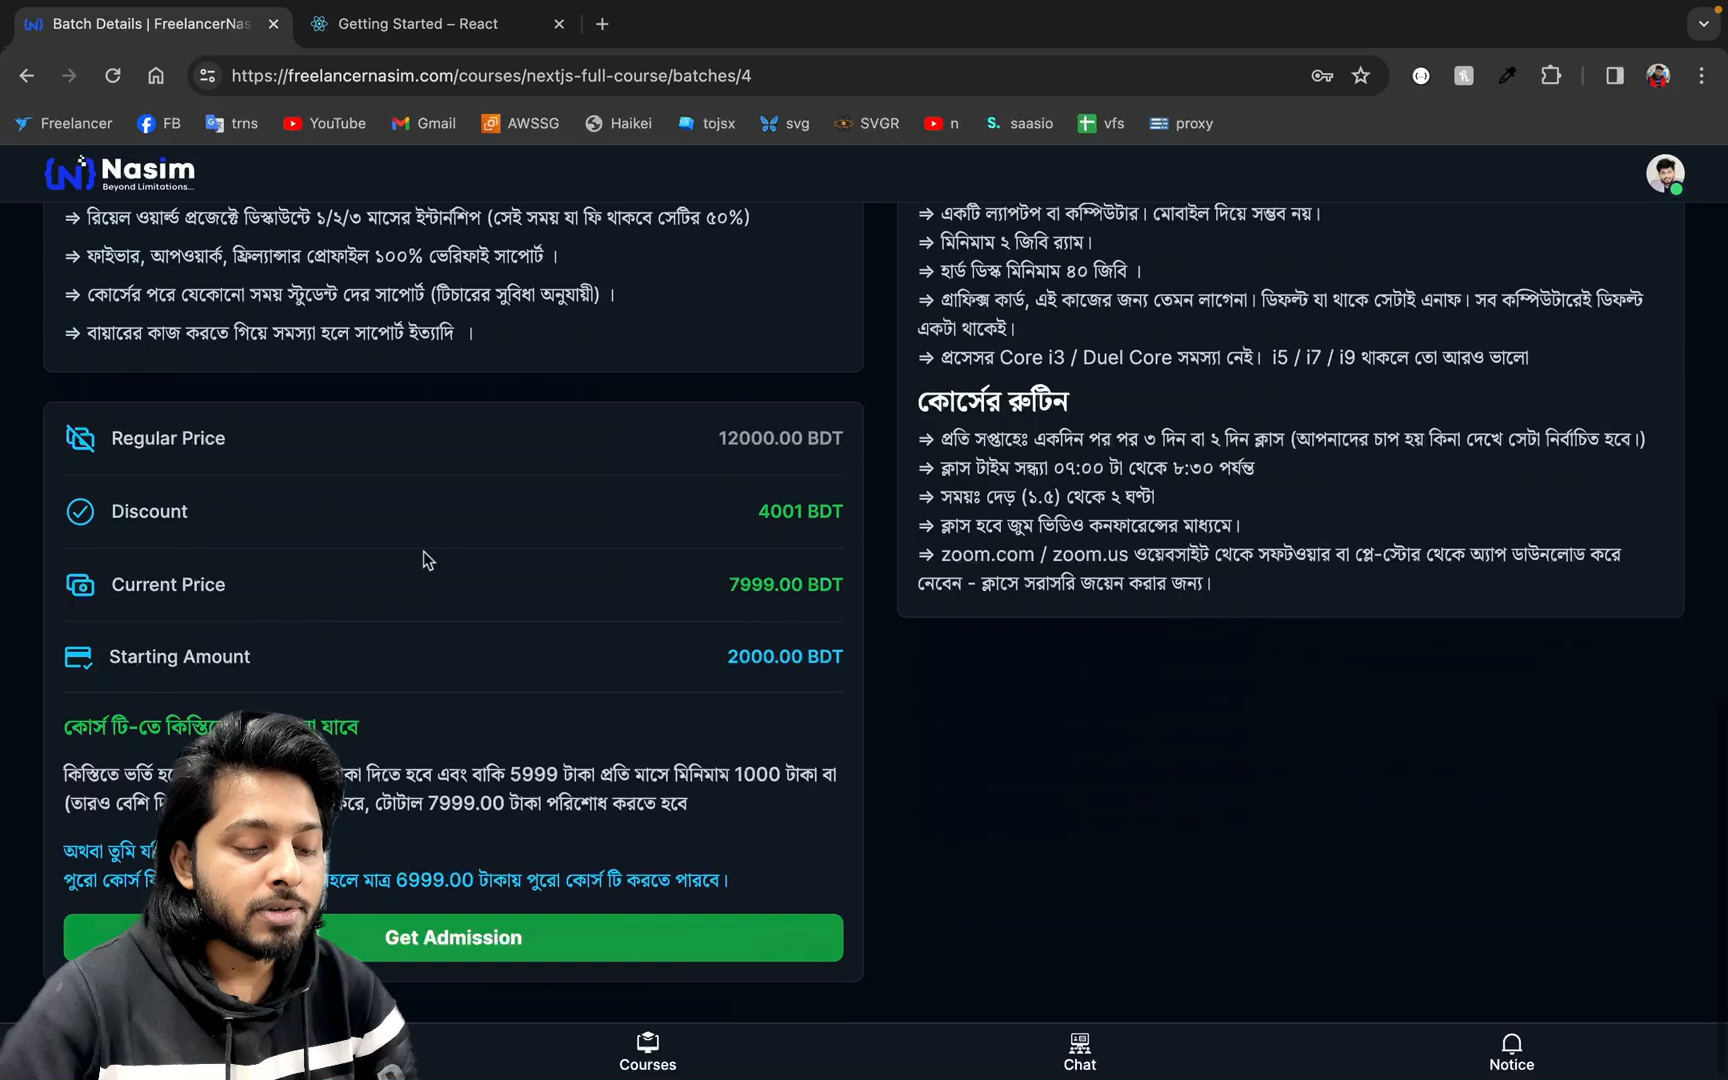 Batch Details | FreelancerNas
Getting Started – React
https://freelancernasim.com/courses/nextjs-full-course/batches/4
Freelancer
FB
trns
YouTube
Gmail
AWSSG
Haikei
tojsx
svg
SVGR
n
saasio
vfs
proxy
Nasim
Beyond Limitations...
⇒ রিয়েল ওয়ার্ল্ড প্রজেক্টে ডিস্কাউন্টে ১/২/৩ মাসের ইন্টার্নশিপ (সেই সময় যা ফি থাকবে সেটির ৫০%)
⇒ ফাইভার, আপওয়ার্ক, ফ্রিল্যান্সার প্রোফাইল ১০০% ভেরিফাই সাপোর্ট ।
⇒ কোর্সের পরে যেকোনো সময় স্টুডেন্ট দের সাপোর্ট (টিচারের সুবিধা অনুযায়ী) ।
⇒ বায়ারের কাজ করতে গিয়ে সমস্যা হলে সাপোর্ট ইত্যাদি ।
Regular Price 12000.00 BDT
Discount 4001 BDT
Current Price 7999.00 BDT
Starting Amount 2000.00 BDT
কোর্স টি-তে যাবে
কিস্তিতে ভর্তি দিতে হবে এবং বাকি 5999 টাকা প্রতি মাসে মিনিমাম 1000 টাকা বা
(তারও বেশি করে, টোটাল 7999.00 টাকা পরিশোধ করতে হবে
অথবা তুমি
পুরো কোর্স হলে মাত্র 6999.00 টাকায় পুরো কোর্স টি করতে পারবে।
Get Admission
⇒ একটি ল্যাপটপ বা কম্পিউটার। মোবাইল দিয়ে সম্ভব নয়।
⇒ মিনিমাম ২ জিবি র‍্যাম।
⇒ হার্ড ডিস্ক মিনিমাম ৪০ জিবি ।
⇒ গ্রাফিক্স কার্ড, এই কাজের জন্য তেমন লাগেনা। ডিফল্ট যা থাকে সেটাই এনাফ। সব কম্পিউটারেই ডিফল্ট
একটা থাকেই।
⇒ প্রসেসর Core i3 / Duel Core সমস্যা নেই। i5 / i7 / i9 থাকলে তো আরও ভালো
কোর্সের রুটিন
⇒ প্রতি সপ্তাহেঃ একদিন পর পর ৩ দিন বা ২ দিন ক্লাস (আপনাদের চাপ হয় কিনা দেখে সেটা নির্বাচিত হবে।)
⇒ ক্লাস টাইম সন্ধ্যা ০৭:০০ টা থেকে ৮:৩০ পর্যন্ত
⇒ সময়ঃ দেড় (১.৫) থেকে ২ ঘণ্টা
⇒ ক্লাস হবে জুম ভিডিও কনফারেন্সের মাধ্যমে।
⇒ zoom.com / zoom.us ওয়েবসাইট থেকে সফটওয়ার বা প্লে-স্টোর থেকে অ্যাপ ডাউনলোড করে
নেবেন - ক্লাসে সরাসরি জয়েন করার জন্য।
Courses
Chat
Notice